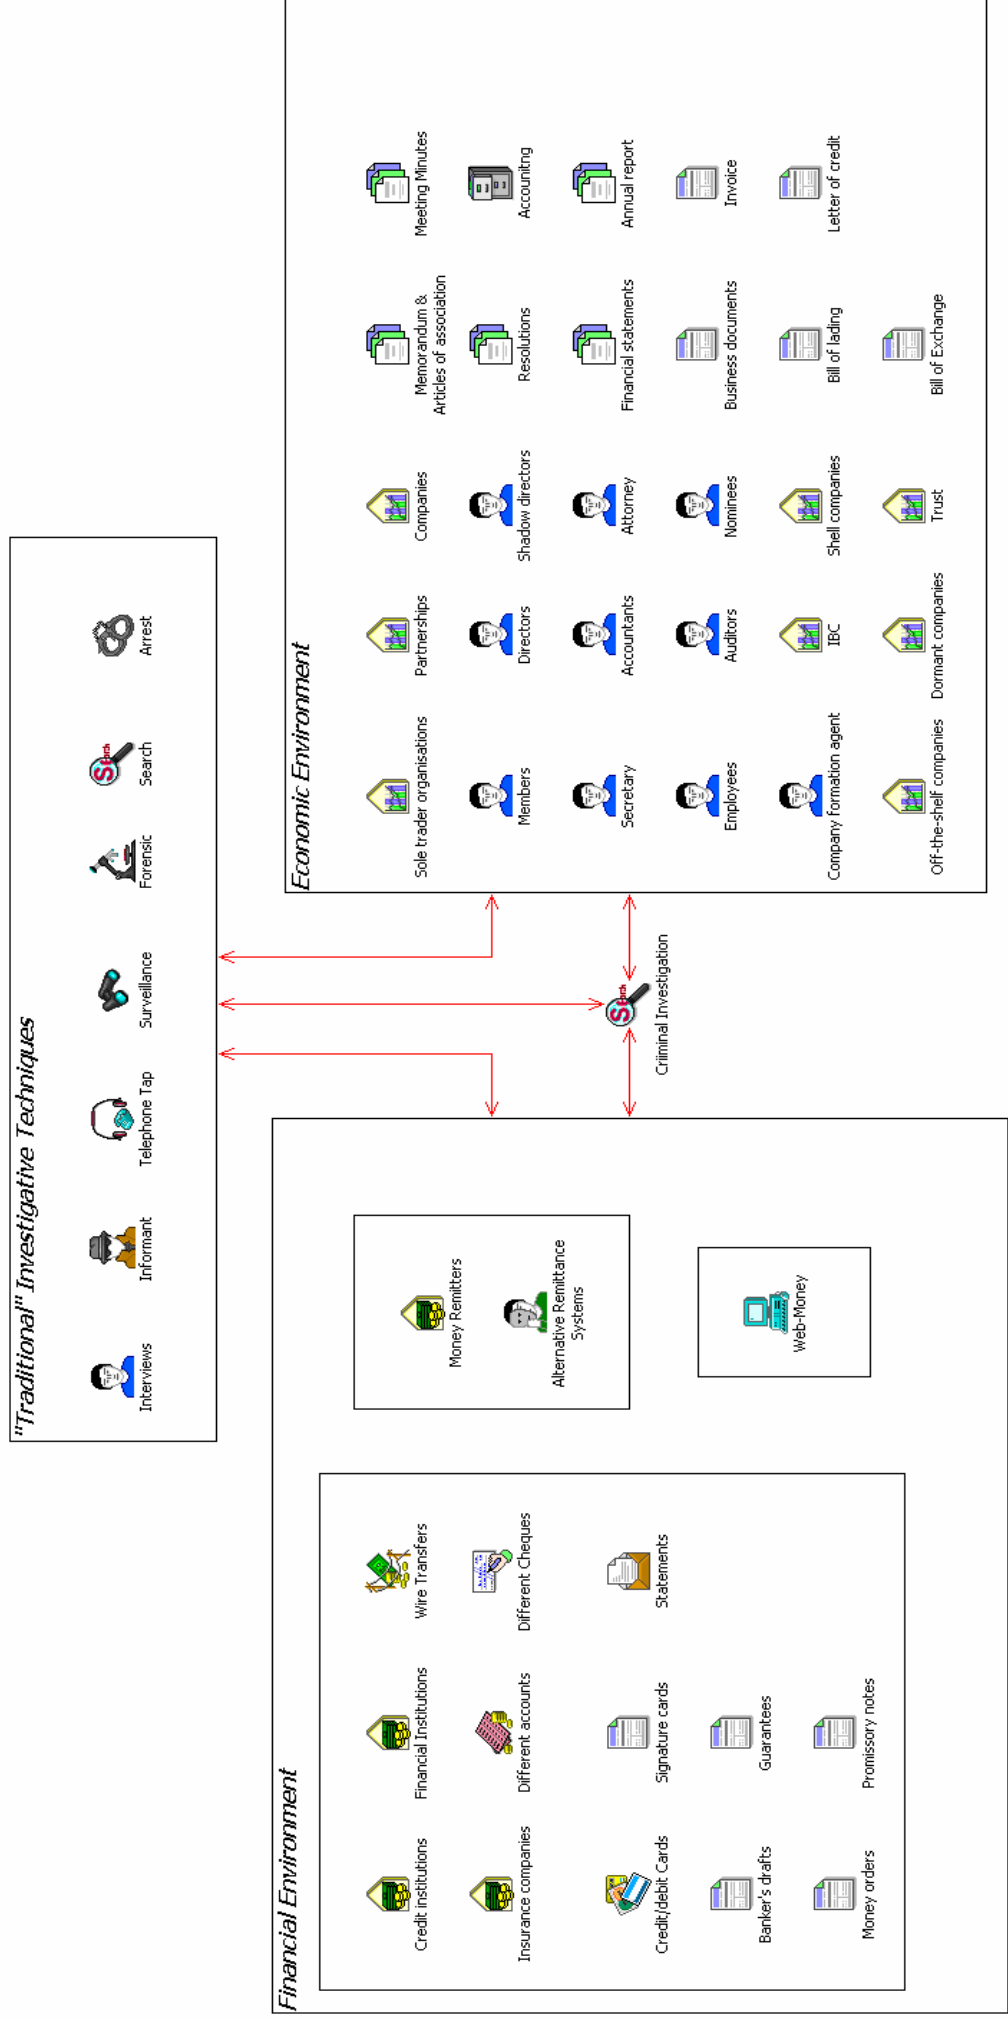 "Traditional" Investigative Techniques
Interviews
Informant
Telephone Tap
Surveillance
Forensic
Search
Arrest
Financial Environment
Credit institutions
Financial Institutions
Wire Transfers
Insurance companies
Different accounts
Different Cheques
Credit/debit Cards
Signature cards
Statements
Banker's drafts
Guarantees
Money orders
Promissory notes
Money Remitters
Alternative Remittance
Systems
Web-Money
Criiminal Investigation
Economic Environment
Sole trader organisations
Partnerships
Companies
Memorandum &
Articles of association
Meeting Minutes
Members
Directors
Shadow directors
Resolutions
Accounitng
Secretary
Accountants
Attorney
Financial statements
Annual report
Employees
Auditors
Nominees
Business documents
Invoice
Company formation agent
IBC
Shell companies
Bill of lading
Letter of credit
Off-the-shelf companies
Dormant companies
Trust
Bill of Exchange